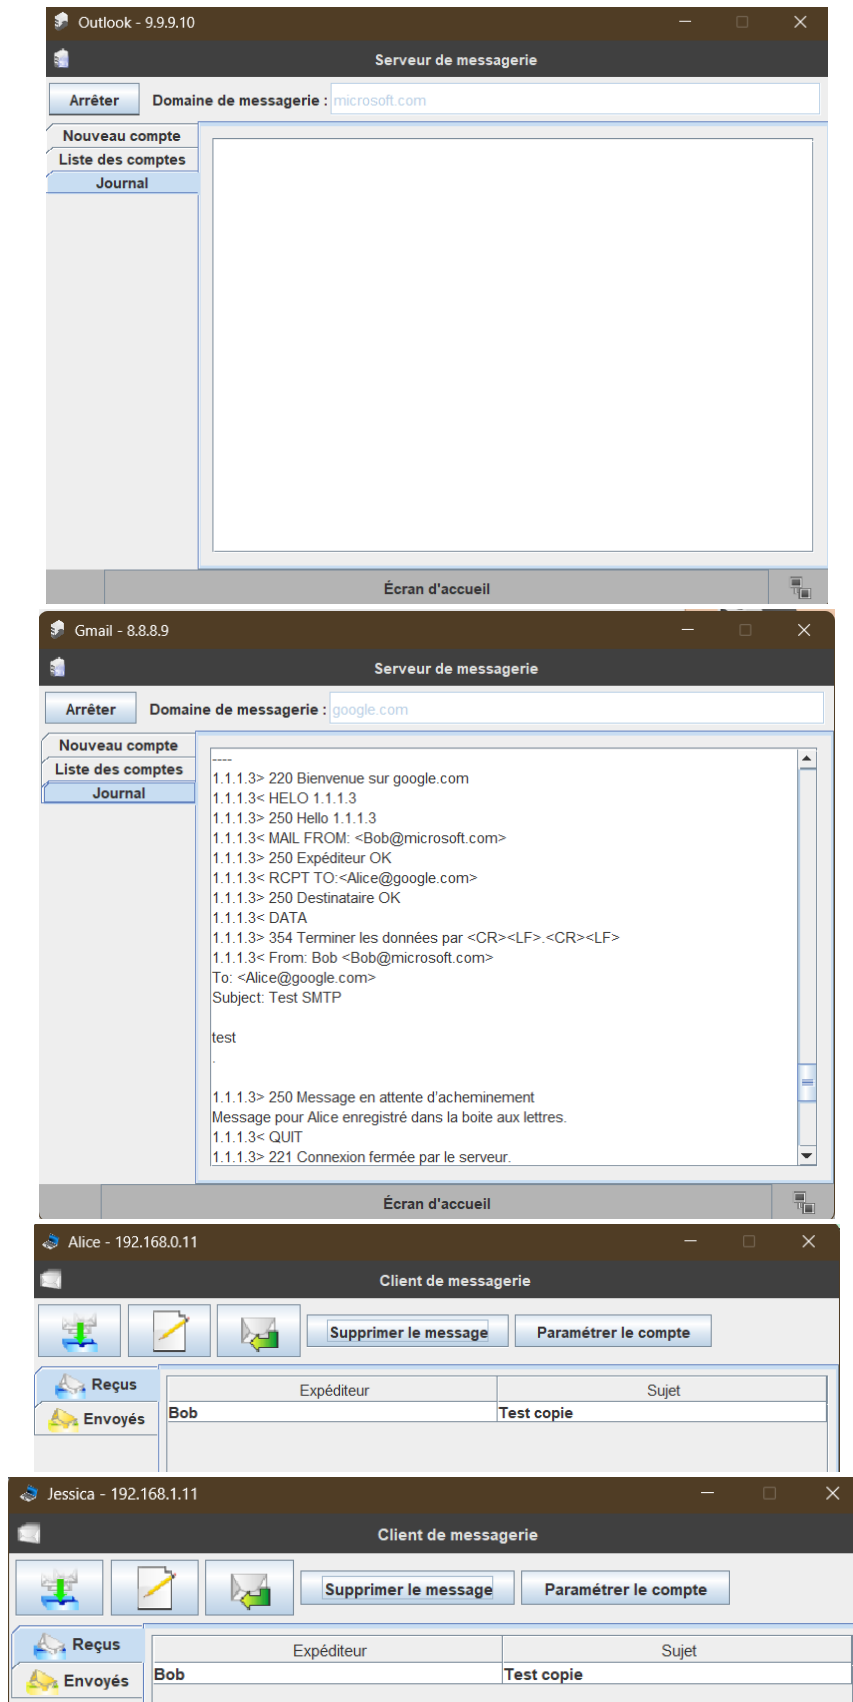 Outlook - 9.9.9.10
Serveur de messagerie
Arrêter Domaine de messagerie : microsoft.com
Nouveau compte
Liste des comptes
Journal
Écran d'accueil
Gmail - 8.8.8.9
Serveur de messagerie
Arrêter Domaine de messagerie : google.com
Nouveau compte
Liste des comptes
Journal
----
1.1.1.3> 220 Bienvenue sur google.com
1.1.1.3< HELO 1.1.1.3
1.1.1.3> 250 Hello 1.1.1.3
1.1.1.3< MAIL FROM: <Bob@microsoft.com>
1.1.1.3> 250 Expéditeur OK
1.1.1.3< RCPT TO:<Alice@google.com>
1.1.1.3> 250 Destinataire OK
1.1.1.3< DATA
1.1.1.3> 354 Terminer les données par <CR><LF>.<CR><LF>
1.1.1.3< From: Bob <Bob@microsoft.com>
To: <Alice@google.com>
Subject: Test SMTP
test
.
1.1.1.3> 250 Message en attente d'acheminement
Message pour Alice enregistré dans la boite aux lettres.
1.1.1.3< QUIT
1.1.1.3> 221 Connexion fermée par le serveur.
Écran d'accueil
Alice - 192.168.0.11
Client de messagerie
Supprimer le message Paramétrer le compte
Reçus
Envoyés
Expéditeur Sujet
Bob Test copie
Jessica - 192.168.1.11
Client de messagerie
Supprimer le message Paramétrer le compte
Reçus
Envoyés
Expéditeur Sujet
Bob Test copie